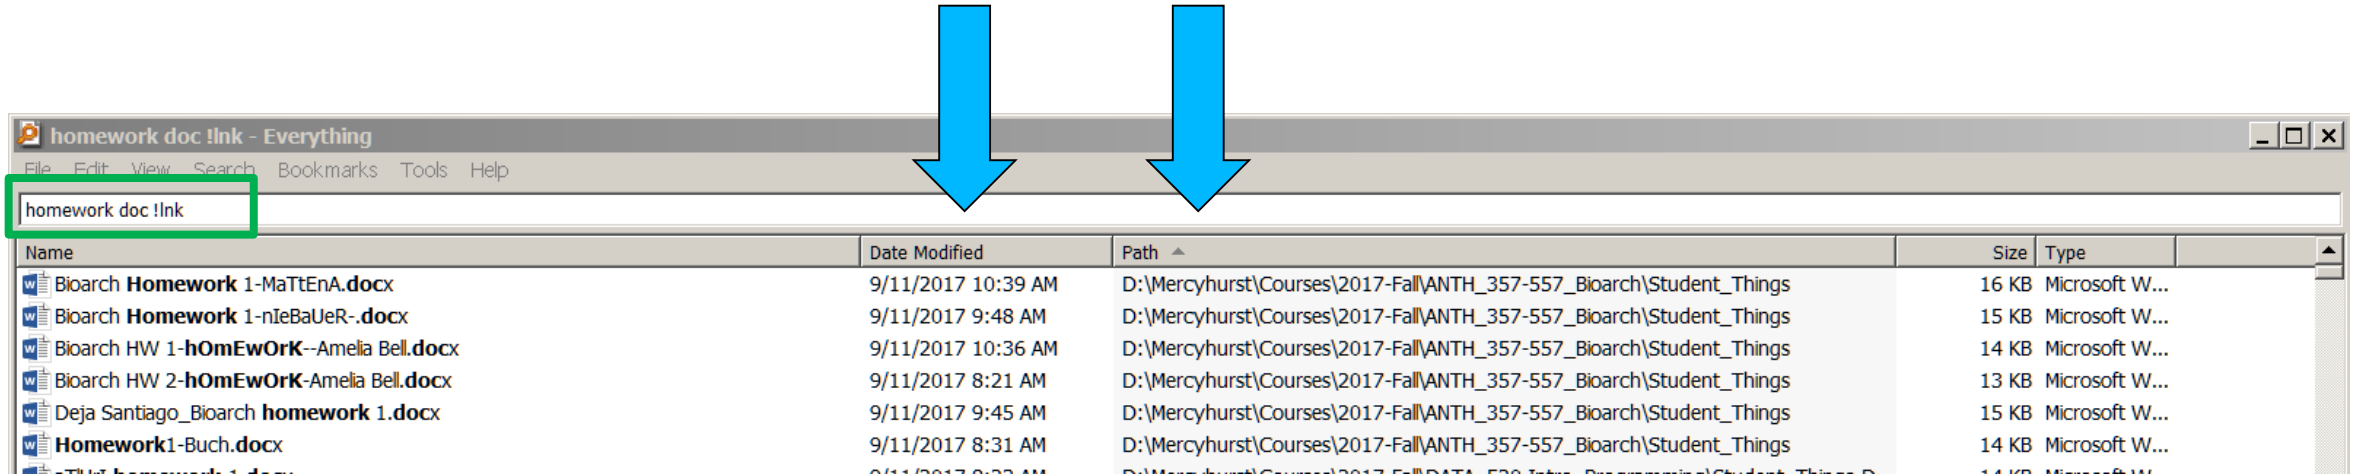 homework doc !lnk - Everything
File Edit View Search Bookmarks Tools Help
homework doc !lnk
Name Date Modified Path Size Type
Bioarch Homework 1-MaTtEnA.docx 9/11/2017 10:39 AM D:\Mercyhurst\Courses\2017-Fall\ANTH_357-557_Bioarch\Student_Things 16 KB Microsoft W...
Bioarch Homework 1-nIeBaUeR-.docx 9/11/2017 9:48 AM D:\Mercyhurst\Courses\2017-Fall\ANTH_357-557_Bioarch\Student_Things 15 KB Microsoft W...
Bioarch HW 1-hOmEwOrK--Amelia Bell.docx 9/11/2017 10:36 AM D:\Mercyhurst\Courses\2017-Fall\ANTH_357-557_Bioarch\Student_Things 14 KB Microsoft W...
Bioarch HW 2-hOmEwOrK-Amelia Bell.docx 9/11/2017 8:21 AM D:\Mercyhurst\Courses\2017-Fall\ANTH_357-557_Bioarch\Student_Things 13 KB Microsoft W...
Deja Santiago_Bioarch homework 1.docx 9/11/2017 9:45 AM D:\Mercyhurst\Courses\2017-Fall\ANTH_357-557_Bioarch\Student_Things 15 KB Microsoft W...
Homework1-Buch.docx 9/11/2017 8:31 AM D:\Mercyhurst\Courses\2017-Fall\ANTH_357-557_Bioarch\Student_Things 14 KB Microsoft W...
homework 1.docx 14 KB Microsoft W...